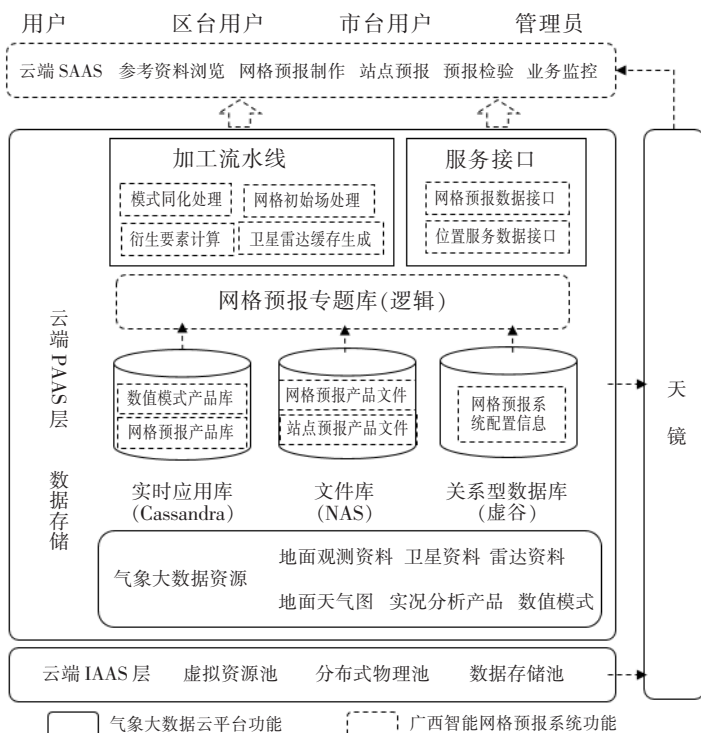 用户 区台用户 市台用户 管理员
云端 SAAS 参考资料浏览 网格预报制作 站点预报 预报检验 业务监控
加工流水线 服务接口
模式同化处理 网格初始场处理 网格预报数据接口
衍生要素计算 卫星雷达缓存生成 位置服务数据接口
网格预报专题库(逻辑)
云端 PAAS 层
数值模式产品库
网格预报产品库
网格预报产品文件
站点预报产品文件
网格预报系
统配置信息
天镜
数据存储
实时应用库
(Cassandra)
文件库
(NAS)
关系型数据库
(虚谷)
气象大数据资源
地面观测资料 卫星资料 雷达资料
地面天气图 实况分析产品 数值模式
云端 IAAS 层 虚拟资源池 分布式物理池 数据存储池
气象大数据云平台功能 广西智能网格预报系统功能